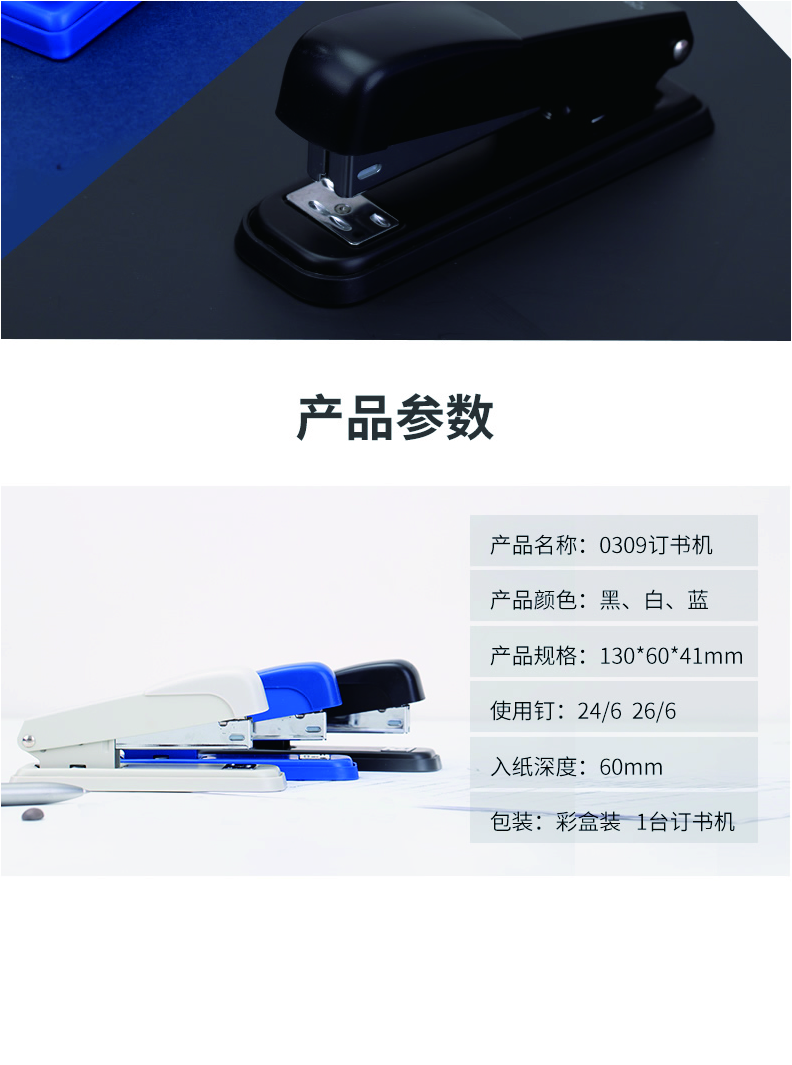 产品参数
产品名称：0309订书机
产品颜色：黑、白、蓝
产品规格：130*60*41mm
使用钉：24/6 26/6
入纸深度：60mm
包装：彩盒装 1台订书机